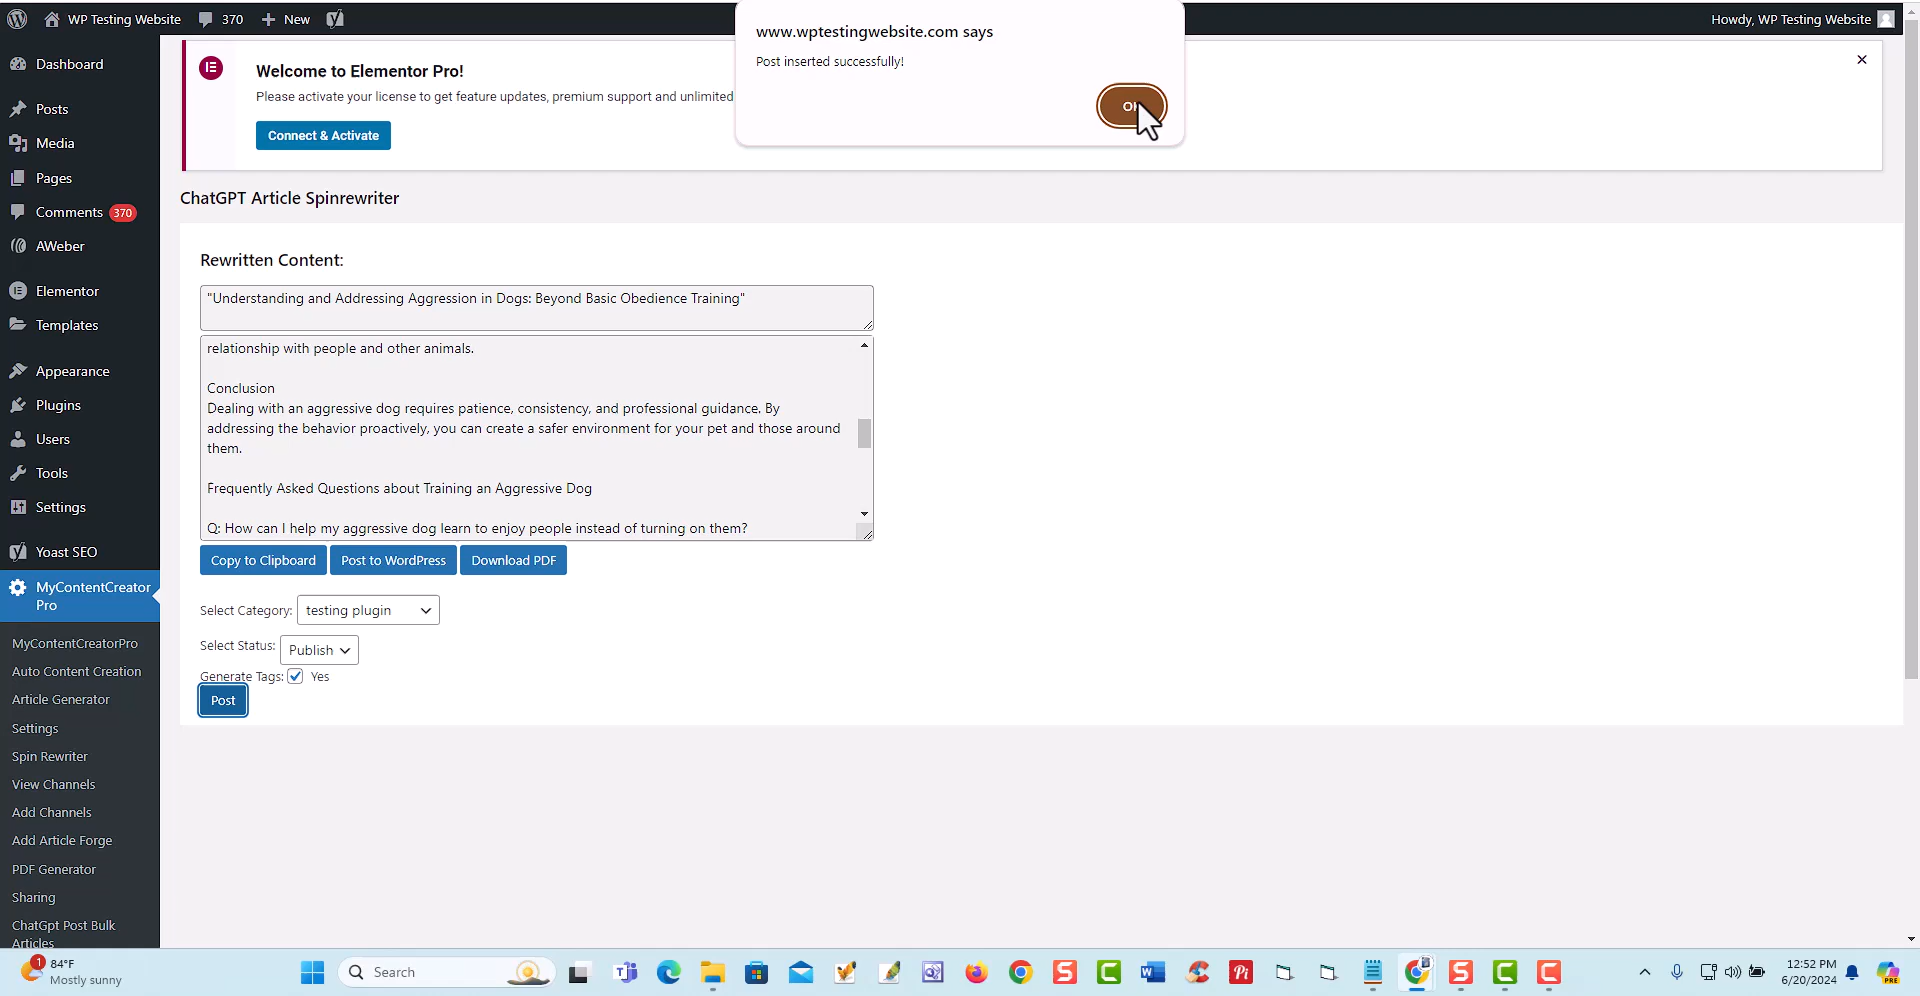 WP Testing Website
370
New
Howdy, WP Testing Website
www.wptestingwebsite.com says
Post inserted successfully!
Welcome to Elementor Pro!
Please activate your license to get feature updates, premium support and unlimited
Connect & Activate
Dashboard
Posts
Media
Pages
Comments 370
AWeber
Elementor
Templates
Appearance
Plugins
Users
Tools
Settings
Yoast SEO
MyContentCreator
Pro
MyContentCreatorPro
Auto Content Creation
Article Generator
Settings
Spin Rewriter
View Channels
Add Channels
Add Article Forge
PDF Generator
Sharing
ChatGpt Post Bulk
Articles
ChatGPT Article Spinrewriter
Rewritten Content:
"Understanding and Addressing Aggression in Dogs: Beyond Basic Obedience Training"
relationship with people and other animals.
Conclusion
Dealing with an aggressive dog requires patience, consistency, and professional guidance. By
addressing the behavior proactively, you can create a safer environment for your pet and those around
them.
Frequently Asked Questions about Training an Aggressive Dog
Q: How can I help my aggressive dog learn to enjoy people instead of turning on them?
Copy to Clipboard
Post to WordPress
Download PDF
Select Category: testing plugin
Select Status: Publish
Generate Tags: Yes
Post
1
84°F
Mostly sunny
Search
12:52 PM
6/20/2024
PRE